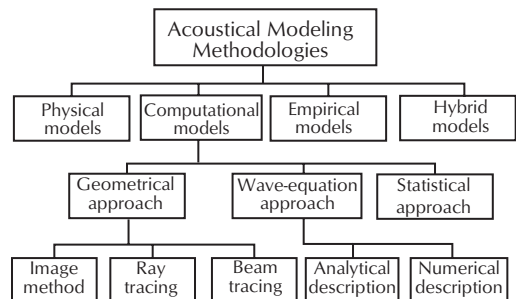 Acoustical Modeling
Methodologies
Physical
models
Computational
models
Empirical
models
Hybrid
models
Geometrical
approach
Wave-equation
approach
Statistical
approach
Image
method
Ray
tracing
Beam
tracing
Analytical
description
Numerical
description